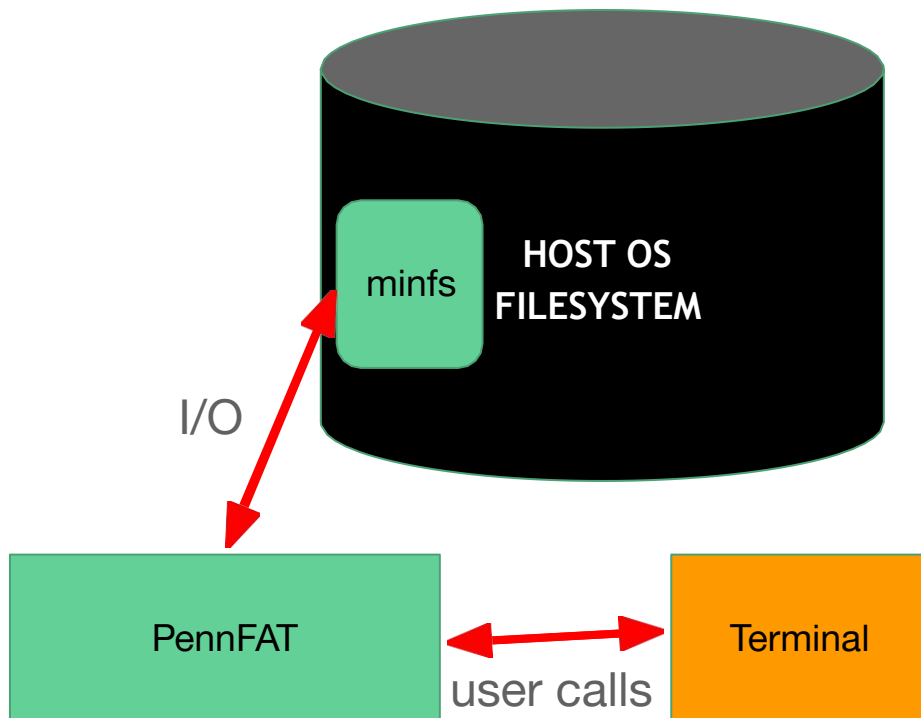 minfs
HOST OS
FILESYSTEM
I/O
PennFAT
Terminal
user calls